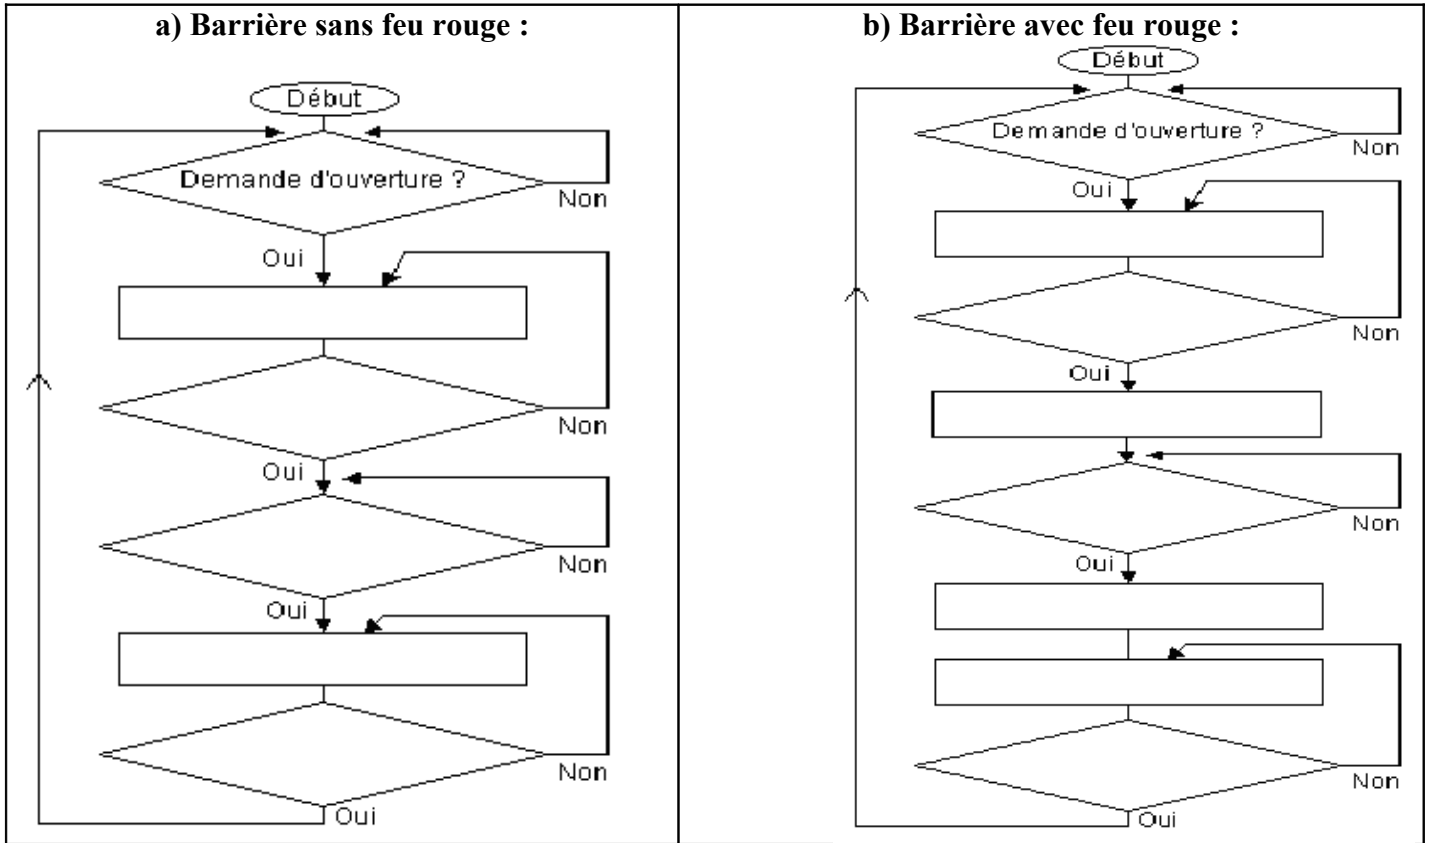 a) Barrière sans feu rouge :
Début
Demande d'ouverture ?
Non
Oui
Non
Oui
Non
Oui
Non
Oui
b) Barrière avec feu rouge :
Début
Demande d'ouverture ?
Non
Oui
Non
Oui
Non
Oui
Non
Oui